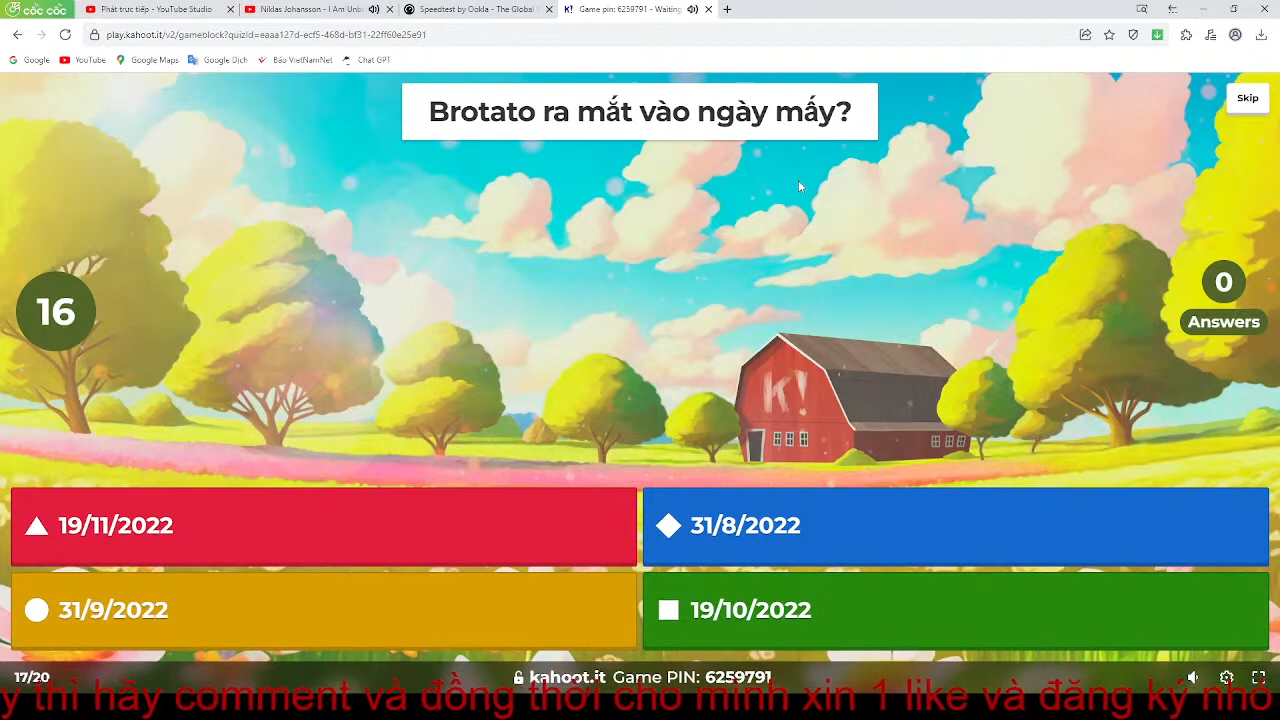 cốc cốc
Phát trực tiếp - YouTube Studio
Niklas Johansson - I Am Unb
Speedtest by Ookla - The Global
K! Game pin: 6259791 - Waiting
play.kahoot.it/v2/gameblock?quizId=eaaa127d-ecf5-468d-bf31-22ff60e25e91
Google YouTube Google Maps Google Dịch Báo VietNamNet Chat GPT
Brotato ra mắt vào ngày mấy?
Skip
16
0
Answers
K!
19/11/2022
31/8/2022
31/9/2022
19/10/2022
17/20
kahoot.it Game PIN: 6259791
y thì hãy comment và đồng thời cho mình xin 1 like và đăng ký nhó